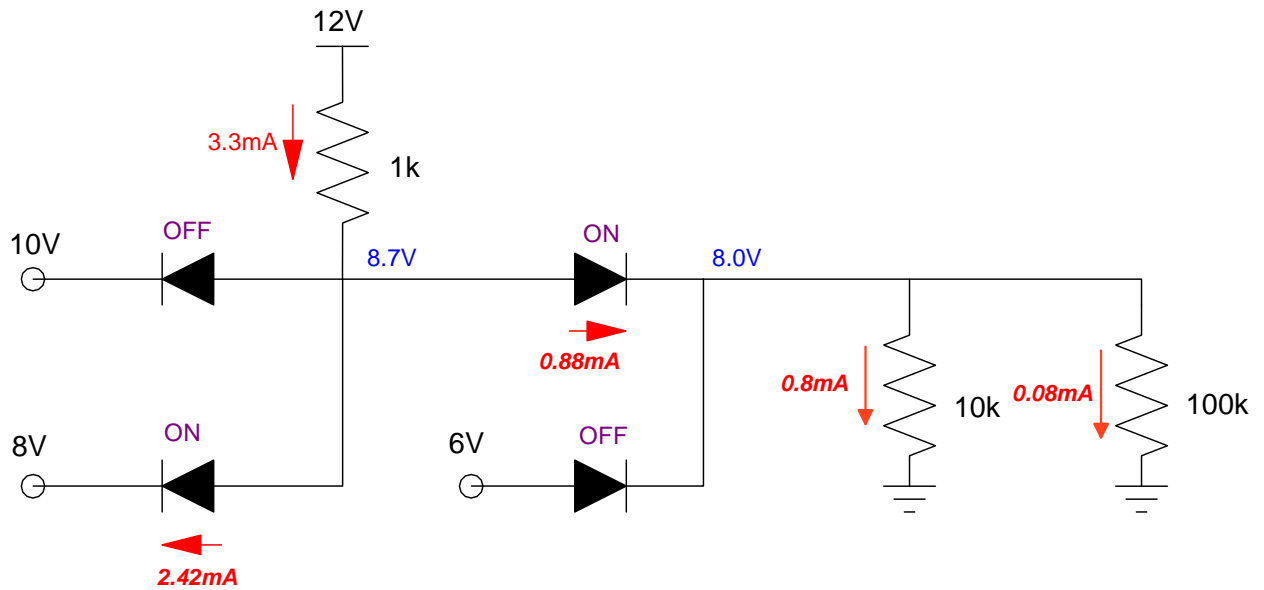 12V
3.3mA
1k
10V
OFF
8.7V
ON
8.0V
0.88mA
0.8mA
10k
0.08mA
100k
8V
ON
6V
OFF
2.42mA